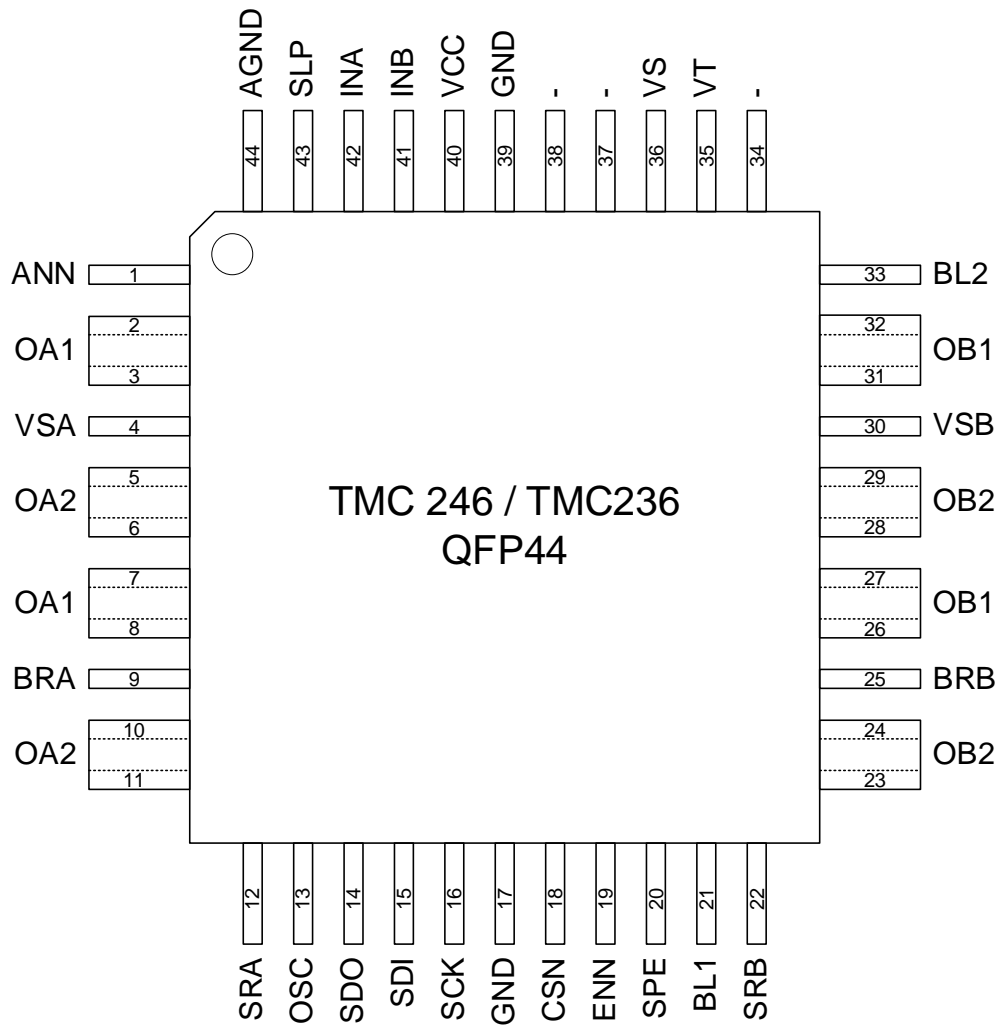 AGND
SLP
INA
INB
VCC
GND
-
-
VS
VT
-
44
43
42
41
40
39
38
37
36
35
34
ANN
1
OA1
2
3
VSA
4
OA2
5
6
OA1
7
8
BRA
9
OA2
10
11
TMC 246 / TMC236
QFP44
33
BL2
32
31
OB1
30
VSB
29
28
OB2
27
26
OB1
25
BRB
24
23
OB2
12
13
14
15
16
17
18
19
20
21
22
SRA
OSC
SDO
SDI
SCK
GND
CSN
ENN
SPE
BL1
SRB